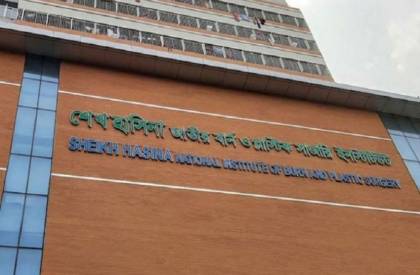 শেখ হাসিনা জাতীয় বার্ন ও প্লাস্টিক সার্জারি ইনস্টিটিউট
SHEIKH HASINA NATIONAL INSTITUTE OF BURN AND PLASTIC SURGERY